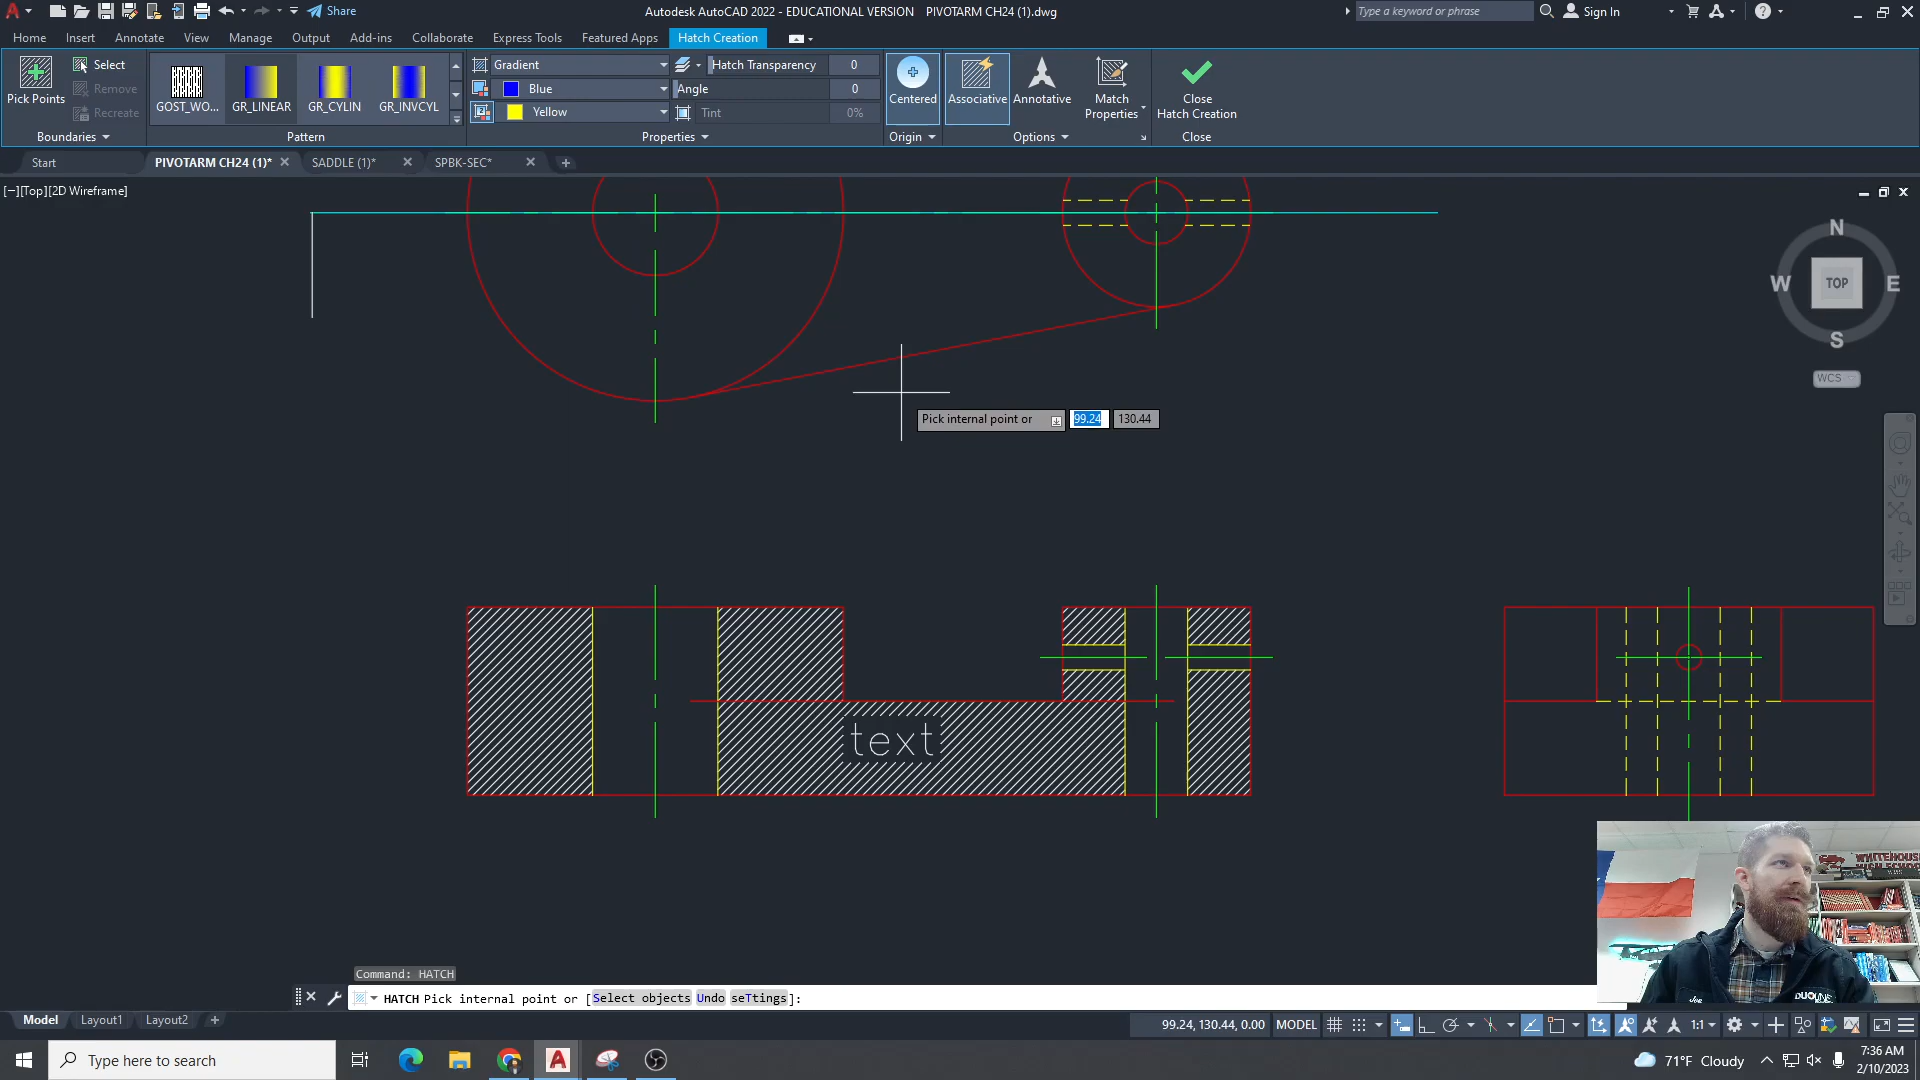 Share
Autodesk AutoCAD 2022 - EDUCATIONAL VERSION PIVOTARM CH24 (1).dwg
Type a keyword or phrase
Sign In
Home Insert Annotate View Manage Output Add-ins Collaborate Express Tools Featured Apps Hatch Creation
Pick Points
Select
Remove
Recreate
Boundaries
GOST_WO...
GR_LINEAR
GR_CYLIN
GR_INVCYL
Pattern
Gradient
Blue
Yellow
Hatch Transparency 0
Angle 0
Tint 0%
Properties
Centered
Origin
Associative
Annotative
Match Properties
Options
Close Hatch Creation
Close
Start
PIVOTARM CH24 (1)*
SADDLE (1)*
SPBK-SEC*
[−][Top][2D Wireframe]
N
W TOP E
S
WCS
Pick internal point or 99.24 130.44
text
WHITEHOUSE
HIGH SCHOOL
Command: HATCH
HATCH Pick internal point or [Select objects Undo seTtings]:
Model Layout1 Layout2
99.24, 130.44, 0.00 MODEL 1:1
Type here to search
71°F Cloudy
7:36 AM
2/10/2023